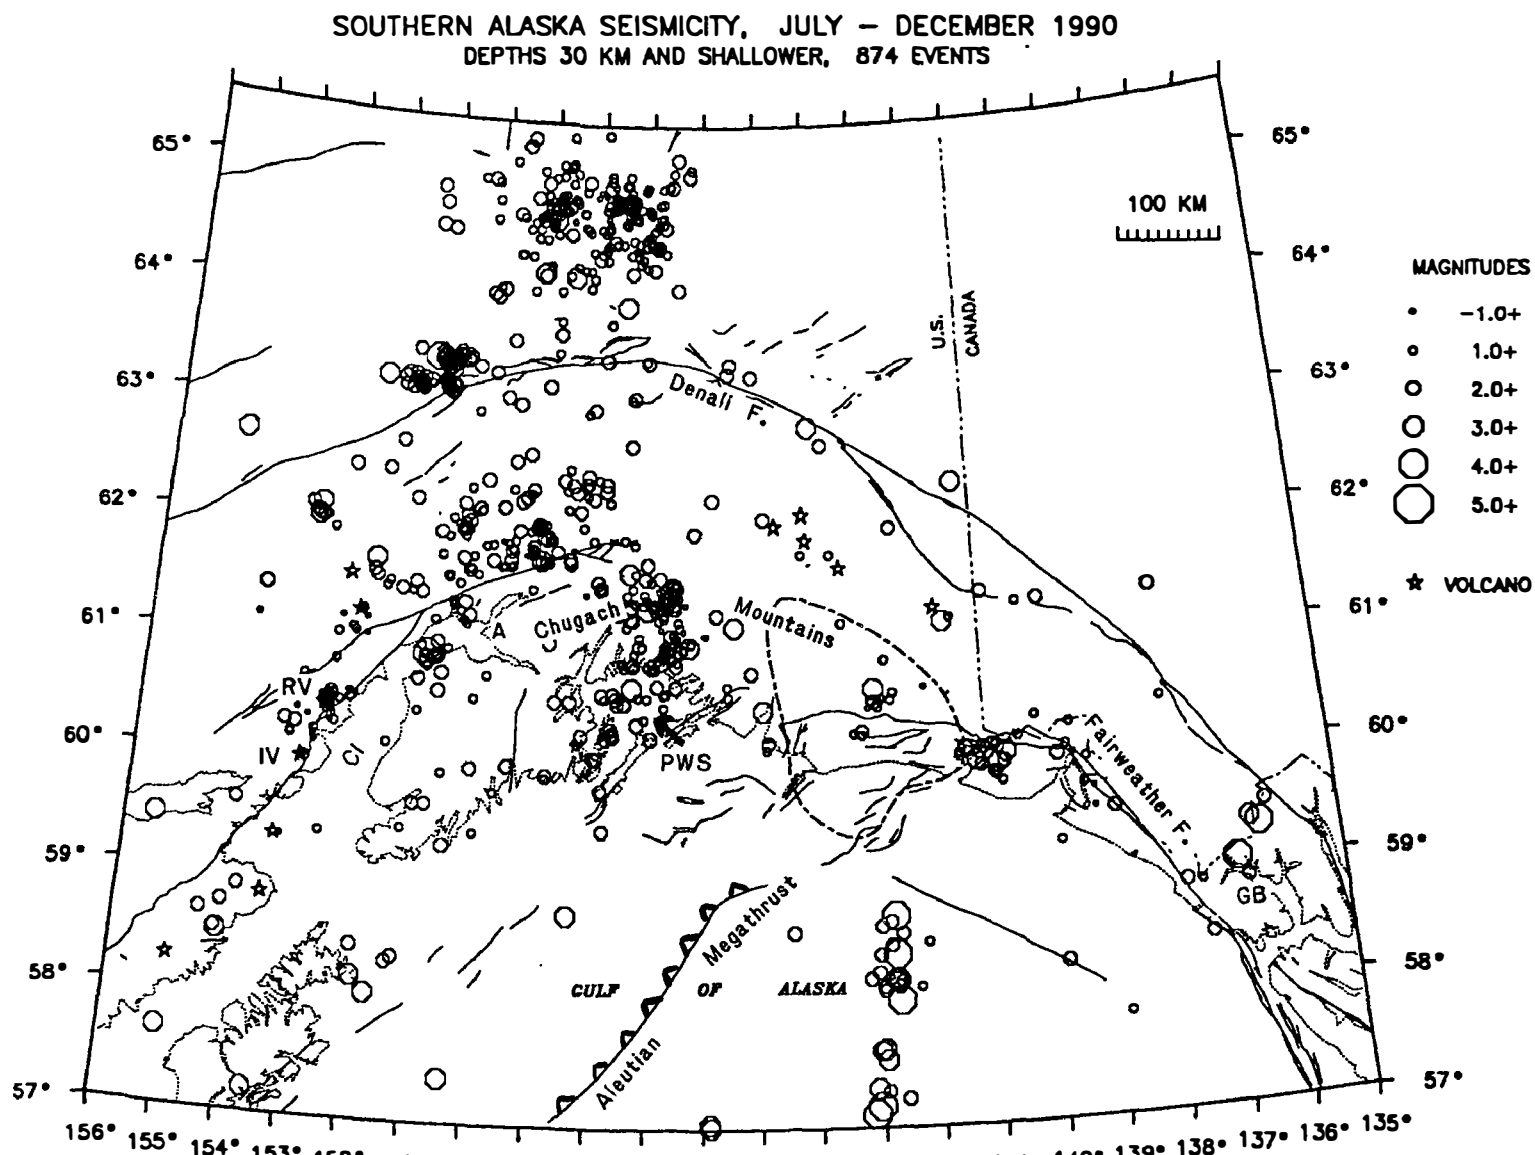 SOUTHERN ALASKA SEISMICITY, JULY – DECEMBER 1990
DEPTHS 30 KM AND SHALLOWER, 874 EVENTS
65° 65°
100 KM
64° 64°
MAGNITUDES
-1.0+
1.0+
2.0+
3.0+
4.0+
5.0+
VOLCANO
U.S.
CANADA
63° 63°
Denali F.
62° 62°
61° 61°
A
Chugach
Mountains
RV
60° 60°
IV
CI
PWS
Fairweather F.
59° 59°
GB
Megathrust
58° 58°
GULF OF ALASKA
Aleutian
57° 57°
156° 155° 154° 153° 139° 138° 137° 136° 135°